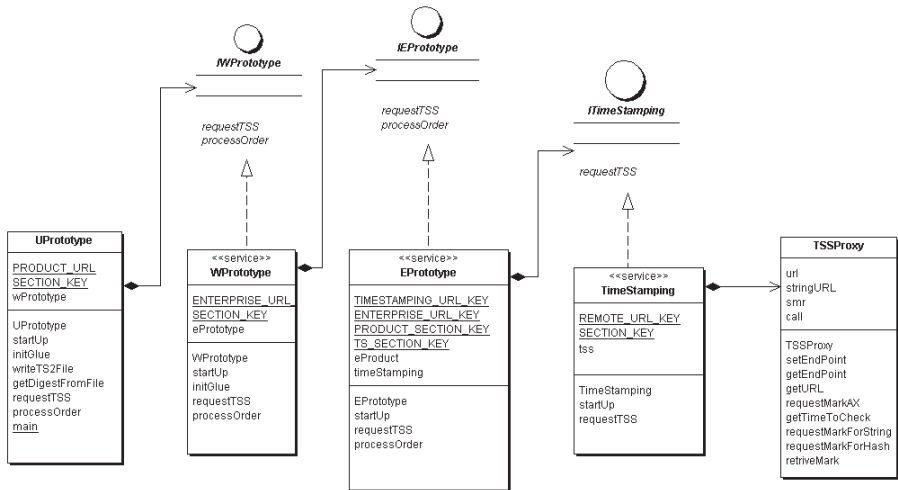 IWPrototype
requestTSS
processOrder
IEPrototype
requestTSS
processOrder
ITimeStamping
requestTSS
UPrototype
PRODUCT_URL
SECTION_KEY
wPrototype
UPrototype
startUp
initGlue
writeTS2File
getDigestFromFile
requestTSS
processOrder
main
<<service>>
WPrototype
ENTERPRISE_URL_
SECTION_KEY
ePrototype
WPrototype
startUp
initGlue
requestTSS
processOrder
<<service>>
EPrototype
TIMESTAMPING_URL_KEY
ENTERPRISE_URL_KEY
PRODUCT_SECTION_KEY
TS_SECTION_KEY
eProduct
timeStamping
EPrototype
startUp
requestTSS
processOrder
<<service>>
TimeStamping
REMOTE_URL_KEY
SECTION_KEY
tss
TimeStamping
startUp
requestTSS
TSSProxy
url
stringURL
smr
call
TSSProxy
setEndPoint
getEndPoint
getURL
requestMarkAX
getTimeToCheck
requestMarkForString
requestMarkForHash
retriveMark